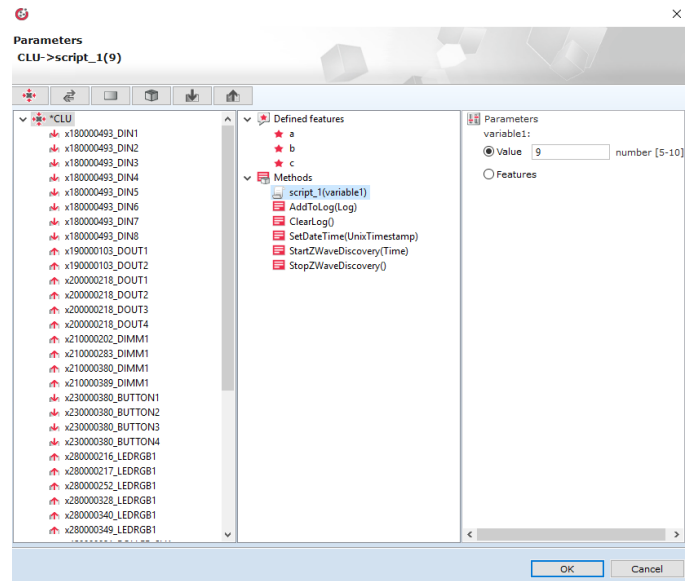 Parameters
CLU->script_1(9)
*CLU
x180000493_DIN1
x180000493_DIN2
x180000493_DIN3
x180000493_DIN4
x180000493_DIN5
x180000493_DIN6
x180000493_DIN7
x180000493_DIN8
x190000103_DOUT1
x190000103_DOUT2
x200000218_DOUT1
x200000218_DOUT2
x200000218_DOUT3
x200000218_DOUT4
x210000202_DIMM1
x210000283_DIMM1
x210000380_DIMM1
x210000389_DIMM1
x230000380_BUTTON1
x230000380_BUTTON2
x230000380_BUTTON3
x230000380_BUTTON4
x280000216_LEDRGB1
x280000217_LEDRGB1
x280000252_LEDRGB1
x280000328_LEDRGB1
x280000340_LEDRGB1
x280000349_LEDRGB1
Defined features
a
b
c
Methods
script_1(variable1)
AddToLog(Log)
ClearLog()
SetDateTime(UnixTimestamp)
StartZWaveDiscovery(Time)
StopZWaveDiscovery()
Parameters
variable1:
Value 9 number [5-10]
Features
OK Cancel